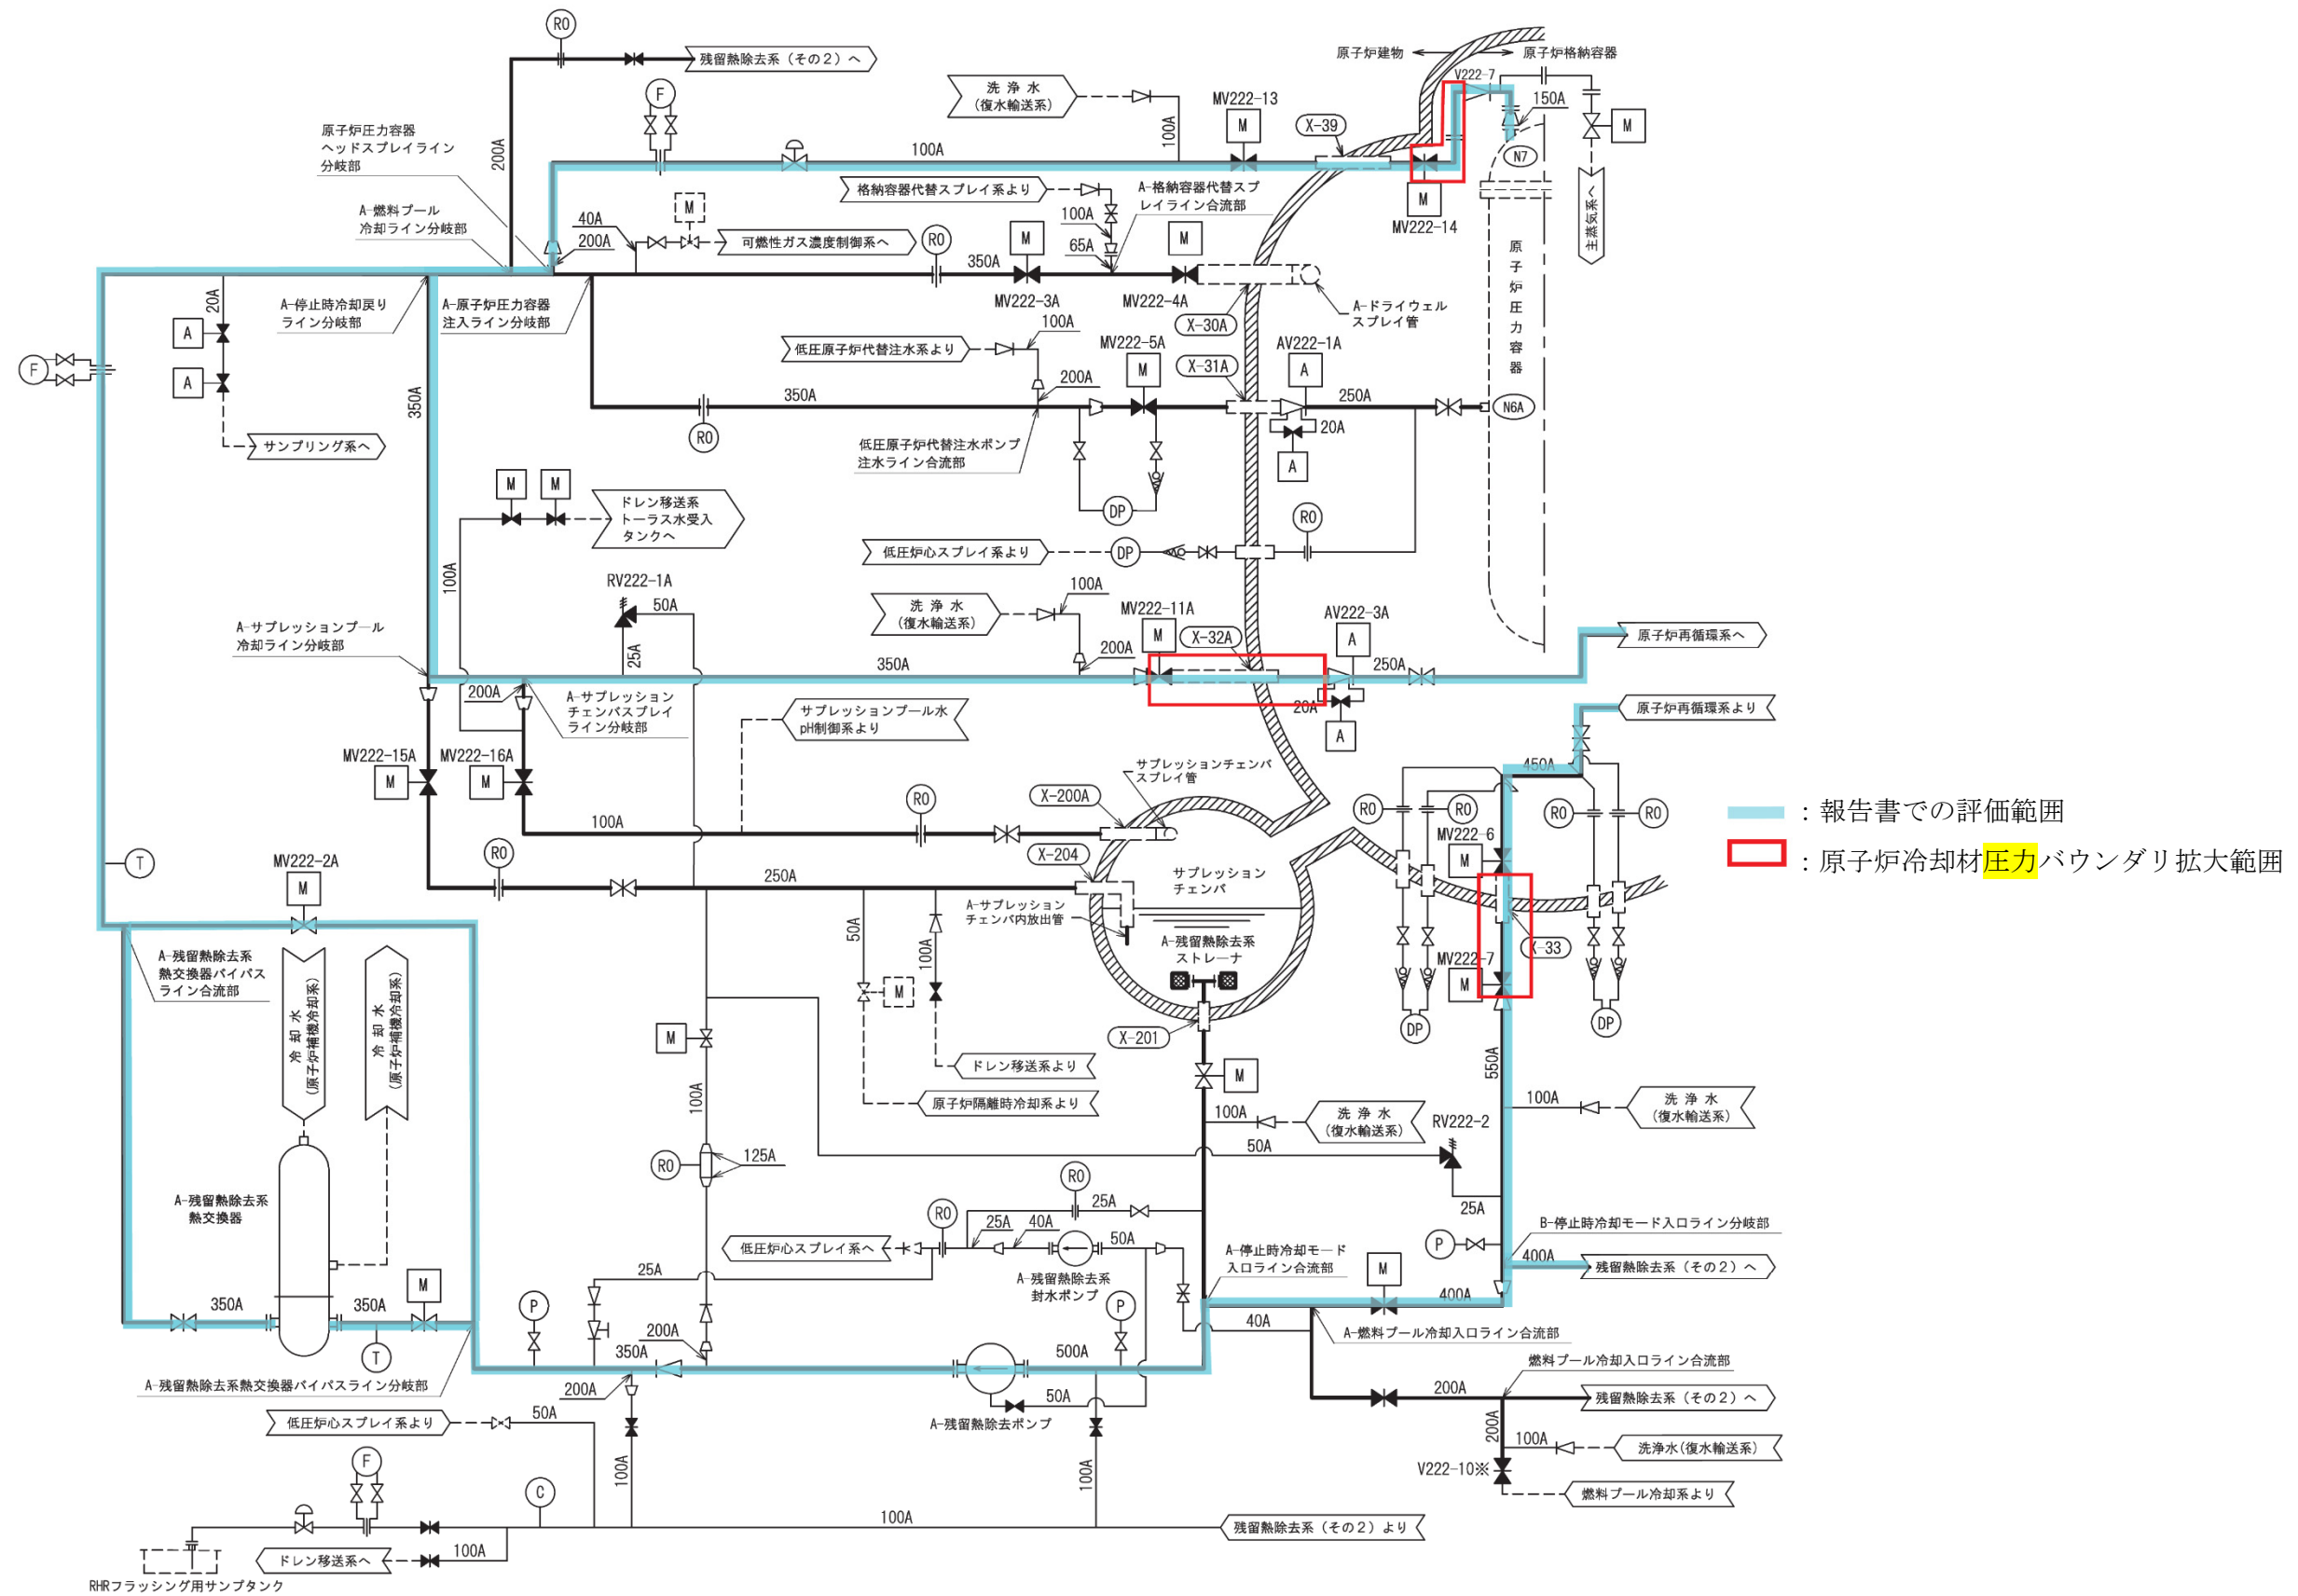 RO
残留熱除去系（その２）へ
原子炉建物
原子炉格納容器
V222-7
F
洗 浄 水
(復水輸送系)
MV222-13
M
X-39
150A
M
原子炉圧力容器
ヘッドスプレイライン
分岐部
200A
100A
100A
N7
M
MV222-14
主蒸気系へ
格納容器代替スプレイ系より
A-格納容器代替スプ
レイライン合流部
A-燃料プール
冷却ライン分岐部
M
40A
200A
可燃性ガス濃度制御系へ
RO
M
100A
65A
M
350A
原子炉圧力容器
20A
A-停止時冷却戻り
ライン分岐部
A-原子炉圧力容器
注入ライン分岐部
MV222-3A
MV222-4A
X-30A
A-ドライウェル
スプレイ管
A
A
F
低圧原子炉代替注水系より
100A
MV222-5A
M
X-31A
AV222-1A
A
350A
350A
200A
250A
N6A
RO
20A
サンプリング系へ
低圧原子炉代替注水ポンプ
注水ライン合流部
A
M
M
ドレン移送系
トーラス水受入
タンクへ
DP
RO
低圧炉心スプレイ系より
DP
100A
RV222-1A
50A
25A
洗 浄 水
(復水輸送系)
100A
MV222-11A
M
X-32A
AV222-3A
A
A-サプレッションプール
冷却ライン分岐部
200A
350A
250A
原子炉再循環系へ
200A
A-サプレッション
チェンバスプレイ
ライン分岐部
サプレッションプール水
pH制御系より
20A
A
原子炉再循環系より
MV222-15A
M
MV222-16A
M
サプレッションチェンバ
スプレイ管
450A
X-200A
RO
100A
RO
RO
RO
RO
：報告書での評価範囲
MV222-6
M
：原子炉冷却材圧力バウンダリ拡大範囲
T
MV222-2A
M
RO
X-204
250A
サプレッション
チェンバ
A-サプレッション
チェンバ内放出管
50A
100A
A-残留熱除去系
ストレーナ
X-33
MV222-7
M
A-残留熱除去系
熱交換器バイパス
ライン合流部
冷 却 水
(原子炉補機冷却系)
冷 却 水
(原子炉補機冷却系)
M
M
X-201
DP
DP
ドレン移送系より
M
550A
原子炉隔離時冷却系より
100A
100A
洗 浄 水
(復水輸送系)
RV222-2
100A
洗 浄 水
(復水輸送系)
50A
RO
125A
RO
25A
A-残留熱除去系
熱交換器
RO
25A
40A
50A
低圧炉心スプレイ系へ
A-残留熱除去系
封水ポンプ
25A
A-停止時冷却モード
入口ライン合流部
B-停止時冷却モード入口ライン分岐部
P
400A
残留熱除去系（その２）へ
M
M
400A
350A
350A
P
P
T
200A
350A
500A
40A
A-燃料プール冷却入口ライン合流部
A-残留熱除去系熱交換器バイパスライン分岐部
200A
50A
A-残留熱除去ポンプ
燃料プール冷却入口ライン合流部
200A
残留熱除去系（その２）へ
低圧炉心スプレイ系より
50A
200A
100A
洗浄水(復水輸送系)
F
100A
100A
V222-10※
燃料プール冷却系より
C
100A
残留熱除去系（その２）より
ドレン移送系へ
100A
RHRフラッシング用サンプタンク